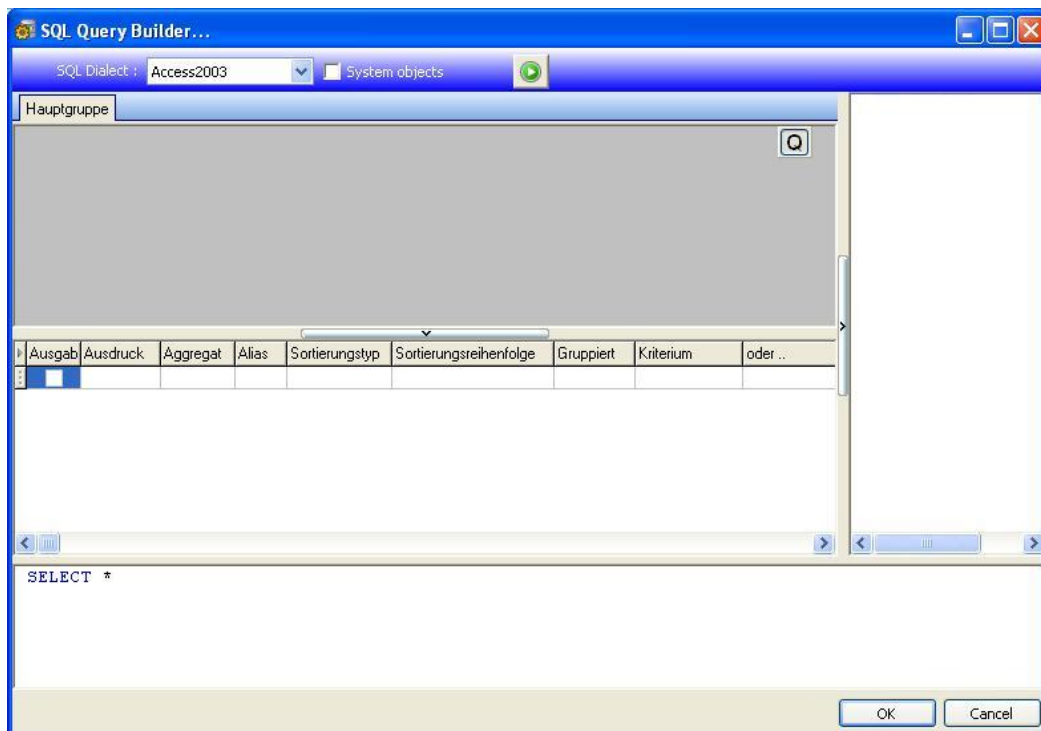 SQL Query Builder...
SQL Dialect : Access2003 System objects
Hauptgruppe
Q
Ausgab Ausdruck Aggregat Alias Sortierungstyp Sortierungsreihenfolge Gruppiert Kriterium oder ..
SELECT *
OK Cancel